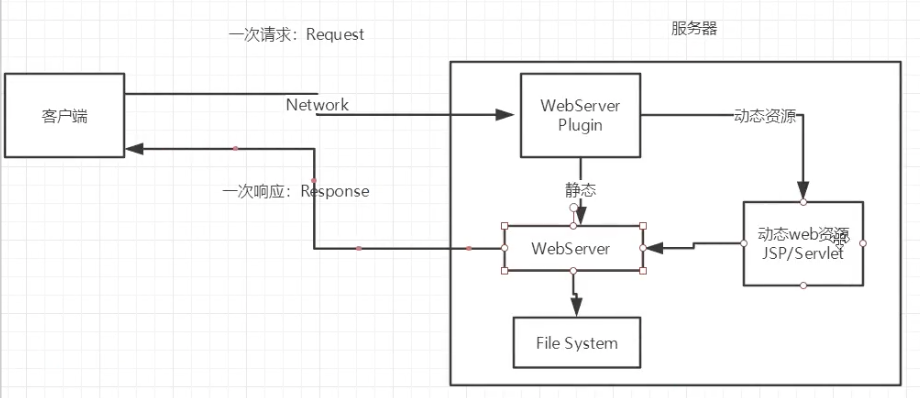 一次请求：Request
服务器
客户端
Network
WebServer
Plugin
动态资源
静态
一次响应：Response
WebServer
动态web资源
JSP/Servlet
File System